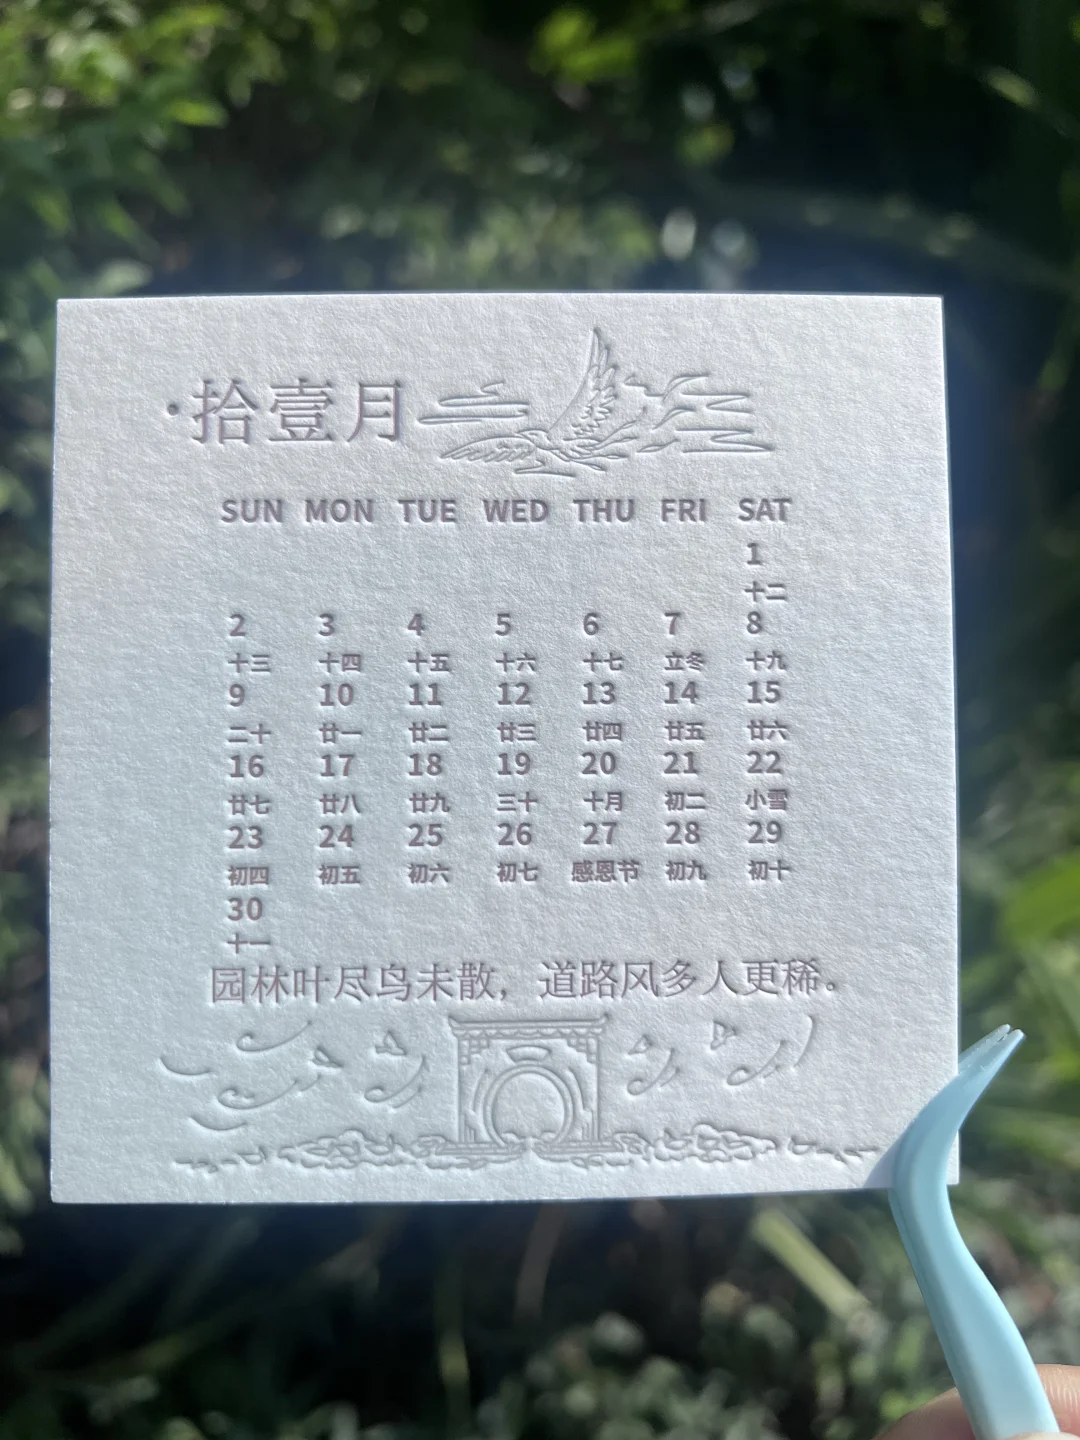 ·拾壹月
SUN MON TUE WED THU FRI SAT
1
十二
2 3 4 5 6 7 8
十三 十四 十五 十六 十七 立冬 十九
9 10 11 12 13 14 15
二十 廿一 廿二 廿三 廿四 廿五 廿六
16 17 18 19 20 21 22
廿七 廿八 廿九 三十 十月 初二 小雪
23 24 25 26 27 28 29
初四 初五 初六 初七 感恩节 初九 初十
30
十一
园林叶尽鸟未散，道路风多人更稀。